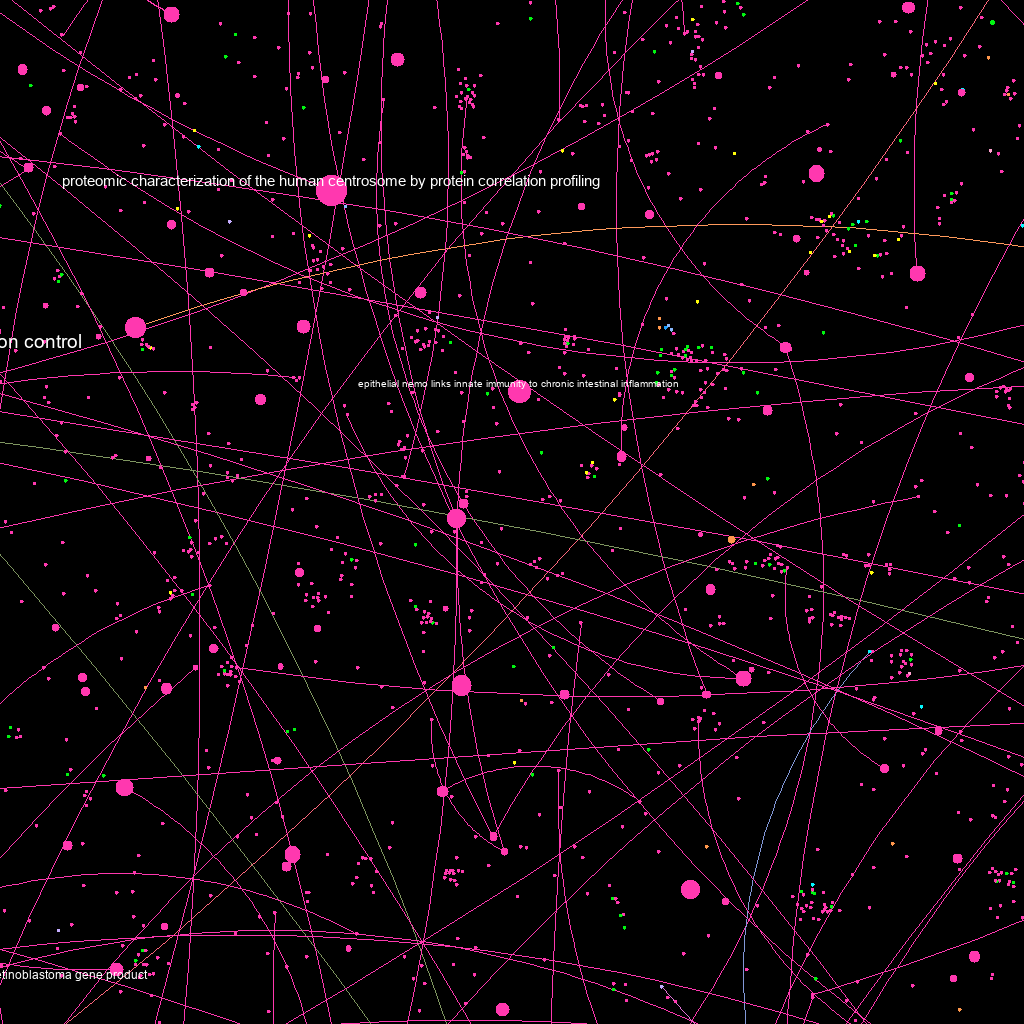 proteomic characterization of the human centrosome by protein correlation profiling
on control
epithelial nemo links innate immunity to chronic intestinal inflammation
etinoblastoma gene product